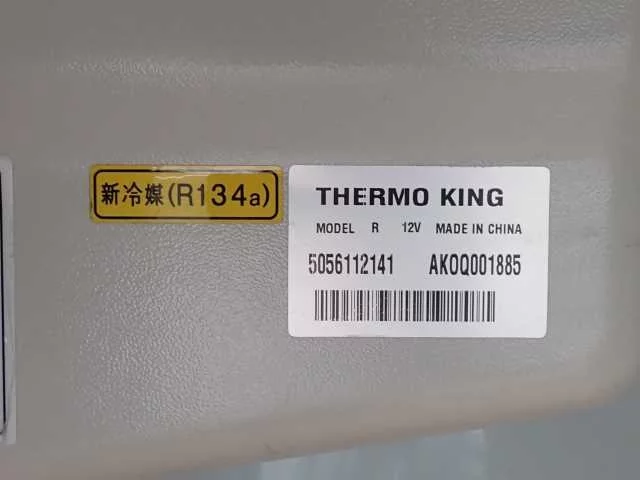 新冷媒(R134a)
THERMO KING
MODEL R 12V MADE IN CHINA
5056112141 AK0Q001885